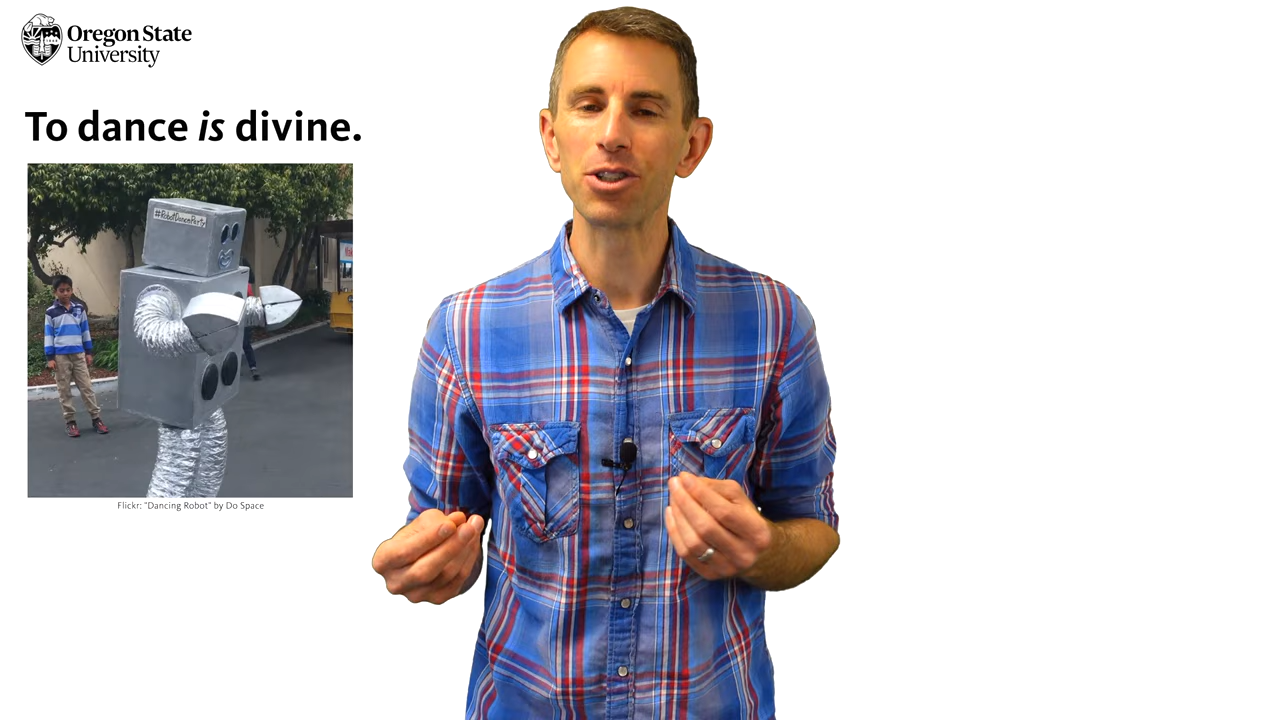 Oregon State
University
To dance is divine.
#RobotDanceParty
Flickr: "Dancing Robot" by Do Space